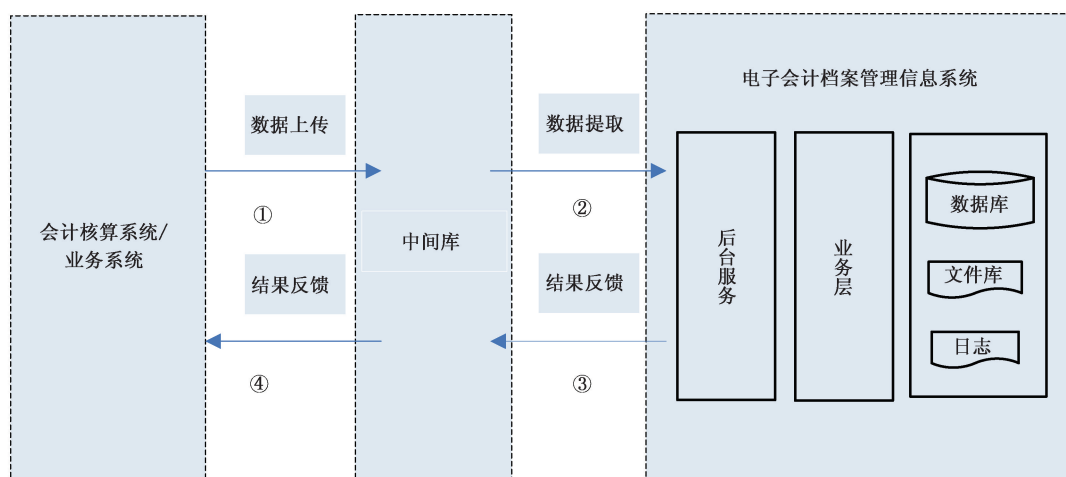 电子会计档案管理信息系统
数据上传
数据提取
①
②
会计核算系统/
业务系统
中间库
后台服务
业务层
数据库
文件库
日志
结果反馈
结果反馈
④
③